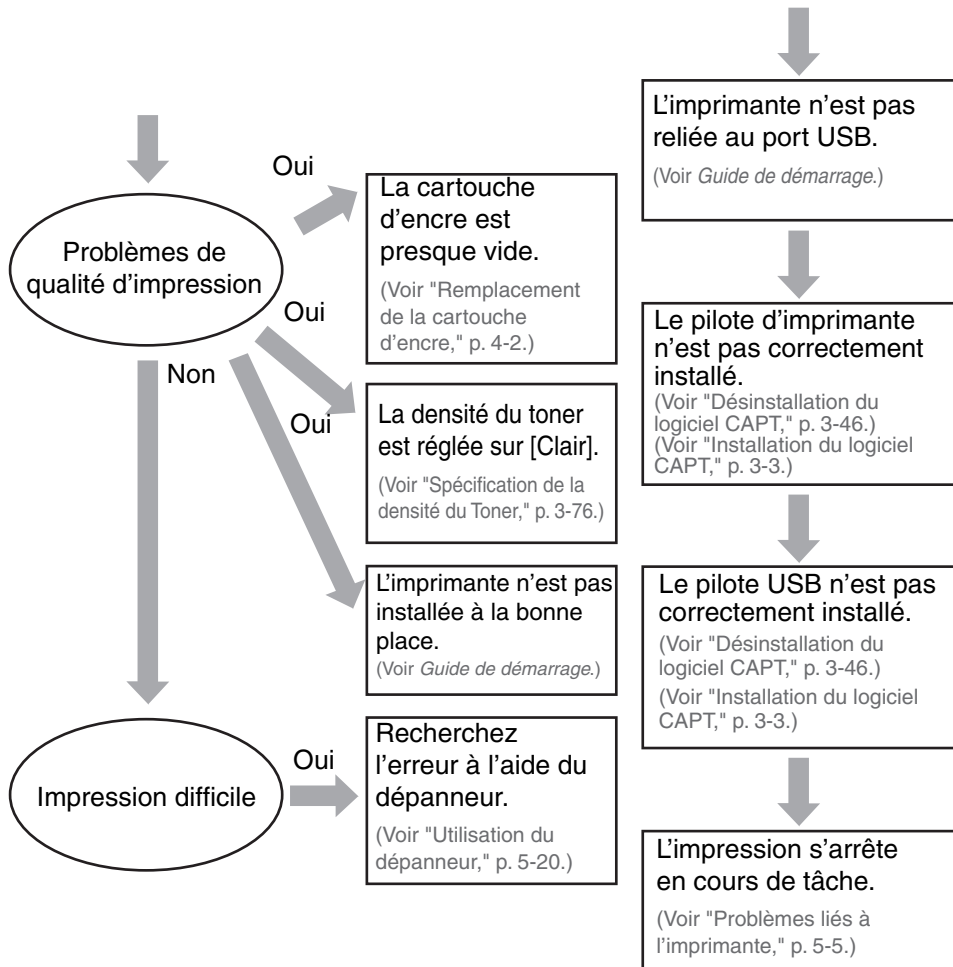 Problèmes de
qualité d'impression
Oui
La cartouche
d'encre est
presque vide.
(Voir "Remplacement
de la cartouche
d'encre," p. 4-2.)
Oui
La densité du toner
est réglée sur [Clair].
(Voir "Spécification de la
densité du Toner," p. 3-76.)
Oui
L'imprimante n'est pas
installée à la bonne
place.
(Voir Guide de démarrage.)
Non
Impression difficile
Oui
Recherchez
l'erreur à l'aide du
dépanneur.
(Voir "Utilisation du
dépanneur," p. 5-20.)
L'imprimante n'est pas
reliée au port USB.
(Voir Guide de démarrage.)
Le pilote d'imprimante
n'est pas correctement
installé.
(Voir "Désinstallation du
logiciel CAPT," p. 3-46.)
(Voir "Installation du logiciel
CAPT," p. 3-3.)
Le pilote USB n'est pas
correctement installé.
(Voir "Désinstallation du
logiciel CAPT," p. 3-46.)
(Voir "Installation du logiciel
CAPT," p. 3-3.)
L'impression s'arrête
en cours de tâche.
(Voir "Problèmes liés à
l'imprimante," p. 5-5.)